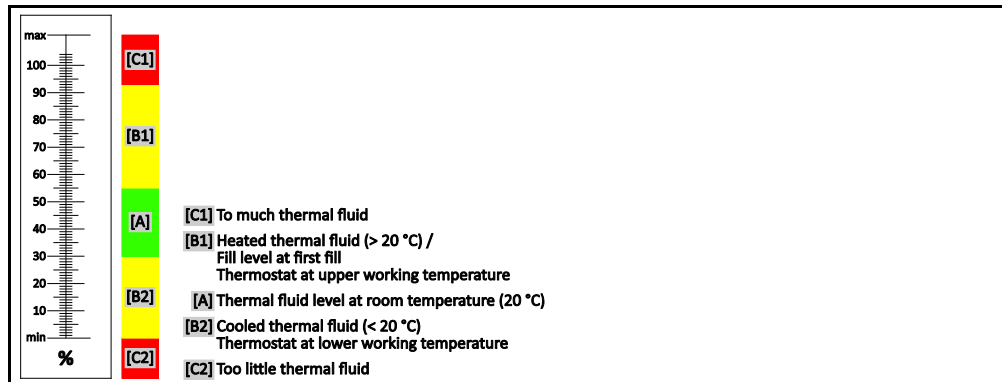 max
100
90
80
70
60
50
40
30
20
10
min
%
[C1]
[B1]
[A]
[B2]
[C2]
[C1] To much thermal fluid
[B1] Heated thermal fluid (> 20 °C) /
Fill level at first fill
Thermostat at upper working temperature
[A] Thermal fluid level at room temperature (20 °C)
[B2] Cooled thermal fluid (< 20 °C)
Thermostat at lower working temperature
[C2] Too little thermal fluid